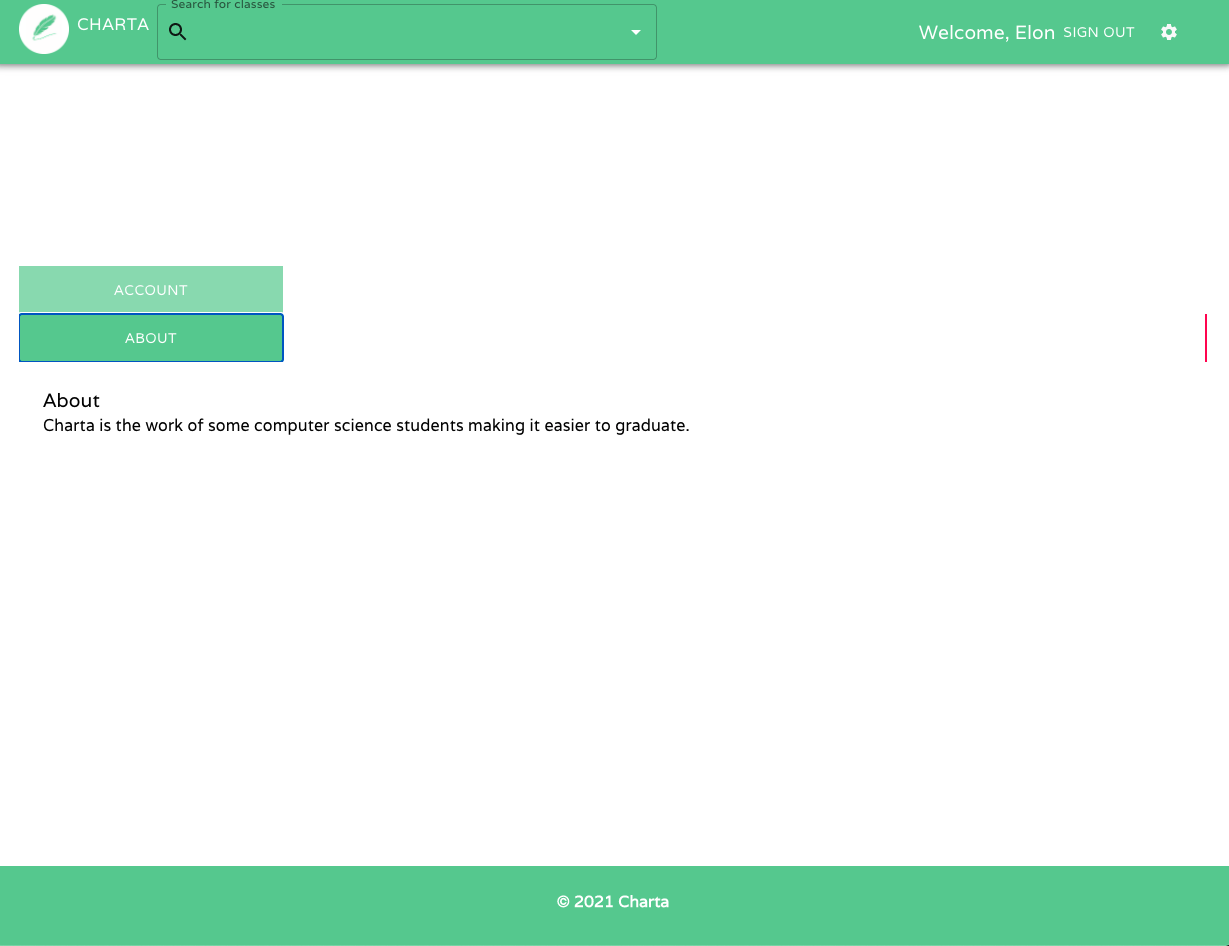 CHARTA
Search for classes
Welcome, Elon
SIGN OUT
ACCOUNT
ABOUT
About
Charta is the work of some computer science students making it easier to graduate.
© 2021 Charta